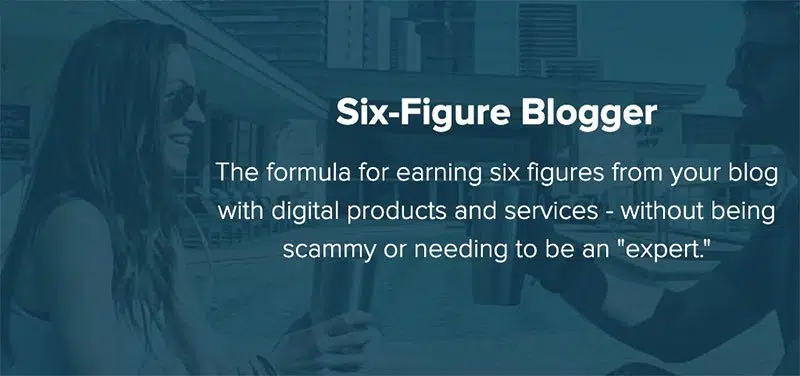 Six-Figure Blogger
The formula for earning six figures from your blog
with digital products and services - without being
scammy or needing to be an "expert."